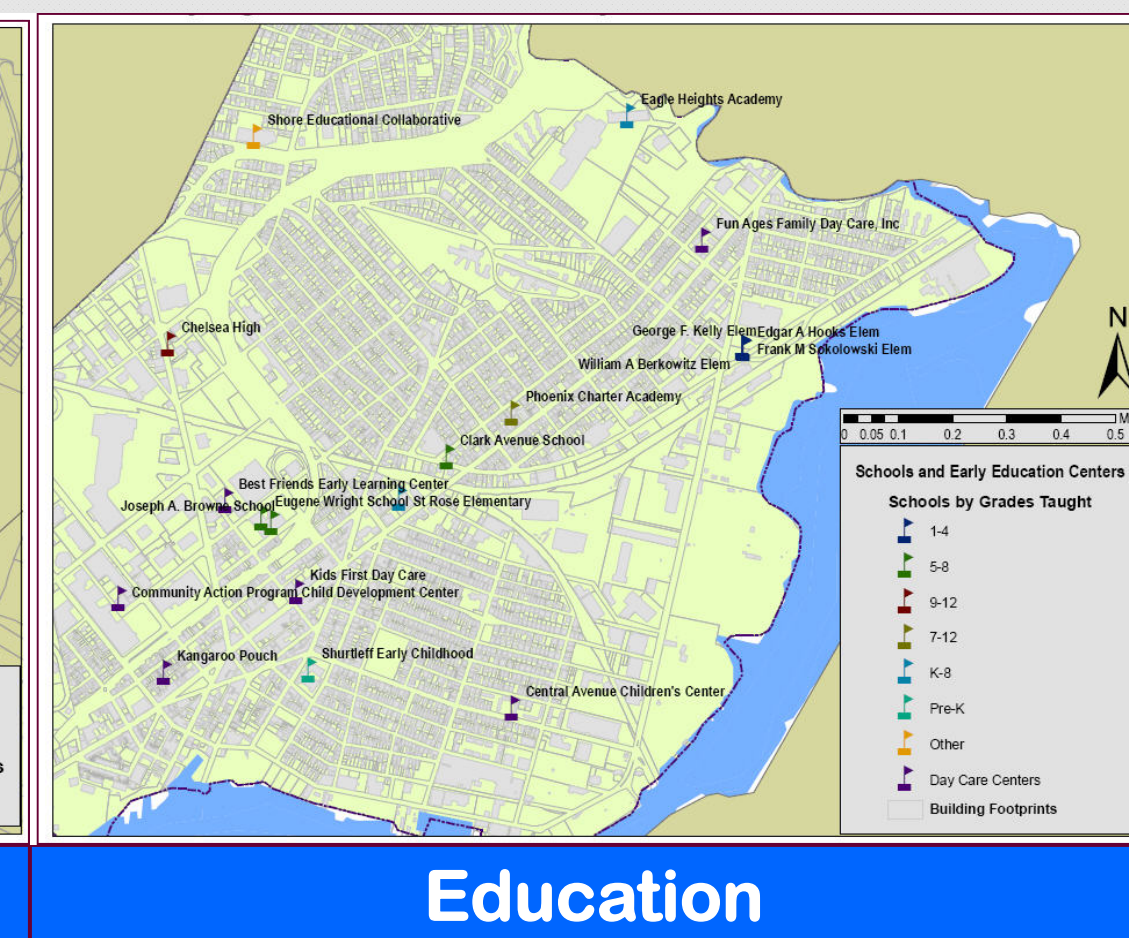 Eagle Heights Academy
Shore Educational Collaborative
Fun Ages Family Day Care, Inc
Chelsea High
George F. Kelly Elem
Edgar A Hooks Elem
Frank M Sokolowski Elem
William A Berkowitz Elem
Phoenix Charter Academy
Clark Avenue School
Best Friends Early Learning Center
Joseph A. Browne School
Eugene Wright School
St Rose Elementary
Kids First Day Care
Community Action Program Child Development Center
Kangaroo Pouch
Shurtleff Early Childhood
Central Avenue Children's Center
N
0 0.05 0.1 0.2 0.3 0.4 0.5
Schools and Early Education Centers
Schools by Grades Taught
1-4
5-8
9-12
7-12
K-8
Pre-K
Other
Day Care Centers
Building Footprints
Education